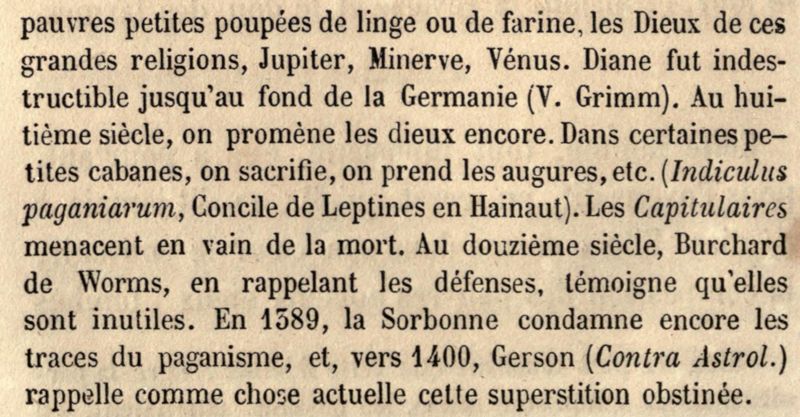 pauvres petites poupées de linge ou de farine, les Dieux de ces
grandes religions, Jupiter, Minerve, Vénus. Diane fut indes-
tructible jusqu'au fond de la Germanie (V. Grimm). Au hui-
tième siècle, on promène les dieux encore. Dans certaines pe-
tites cabanes, on sacrifie, on prend les augures, etc. (Indiculus
paganiarum, Concile de Leptines en Hainaut). Les Capitulaires
menacent en vain de la mort. Au douzième siècle, Burchard
de Worms, en rappelant les défenses, témoigne qu'elles
sont inutiles. En 1389, la Sorbonne condamne encore les
traces du paganisme, et, vers 1400, Gerson (Contra Astrol.)
rappelle comme chose actuelle cette superstition obstinée.